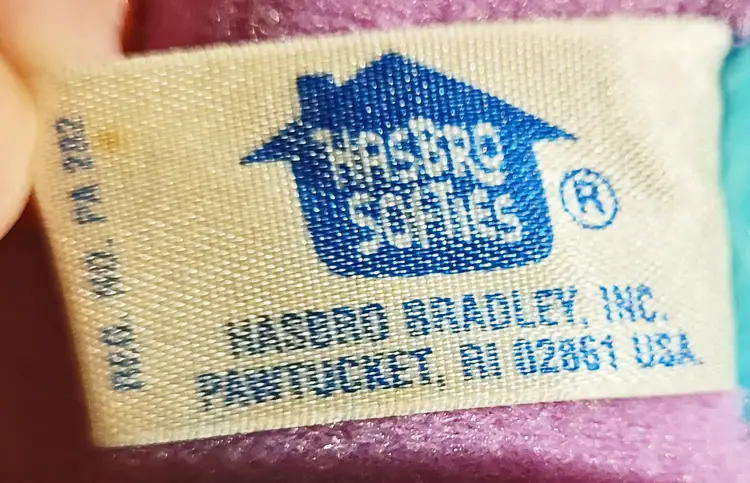 HASBRO
SOFTIES
®
HASBRO BRADLEY, INC.
PAWTUCKET, RI 02861 USA
REG. NO. PA 282